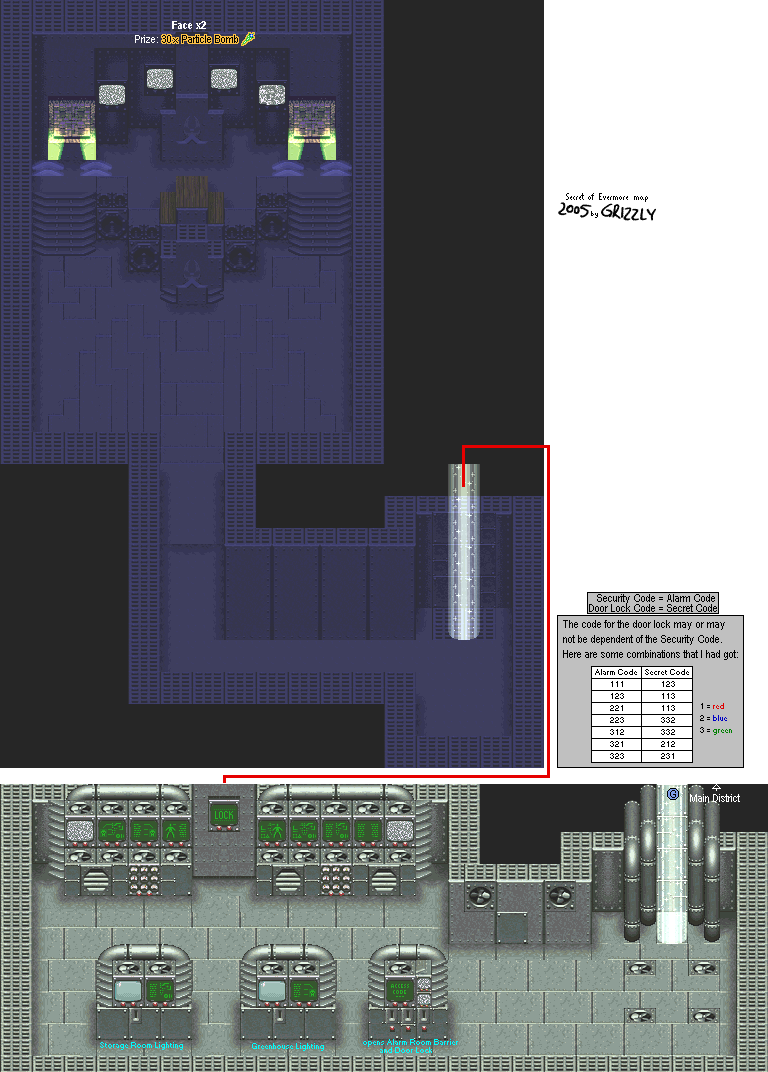 Face x2
Prize: 30x Particle Bomb
Secret of Evermore map
2005 by GRIZZLY
Security Code = Alarm Code
Door Lock Code = Secret Code
The code for the door lock may or may
not be dependent of the Security Code.
Here are some combinations that I had got:
Alarm Code Secret Code
111 123
123 113
221 113
223 332
312 332
321 212
323 231
1 = red
2 = blue
3 = green
G
Main District
LOCK
ACCESS
CODE
Storage Room Lighting
Greenhouse Lighting
opens Alarm Room Barrier
and Door Lock